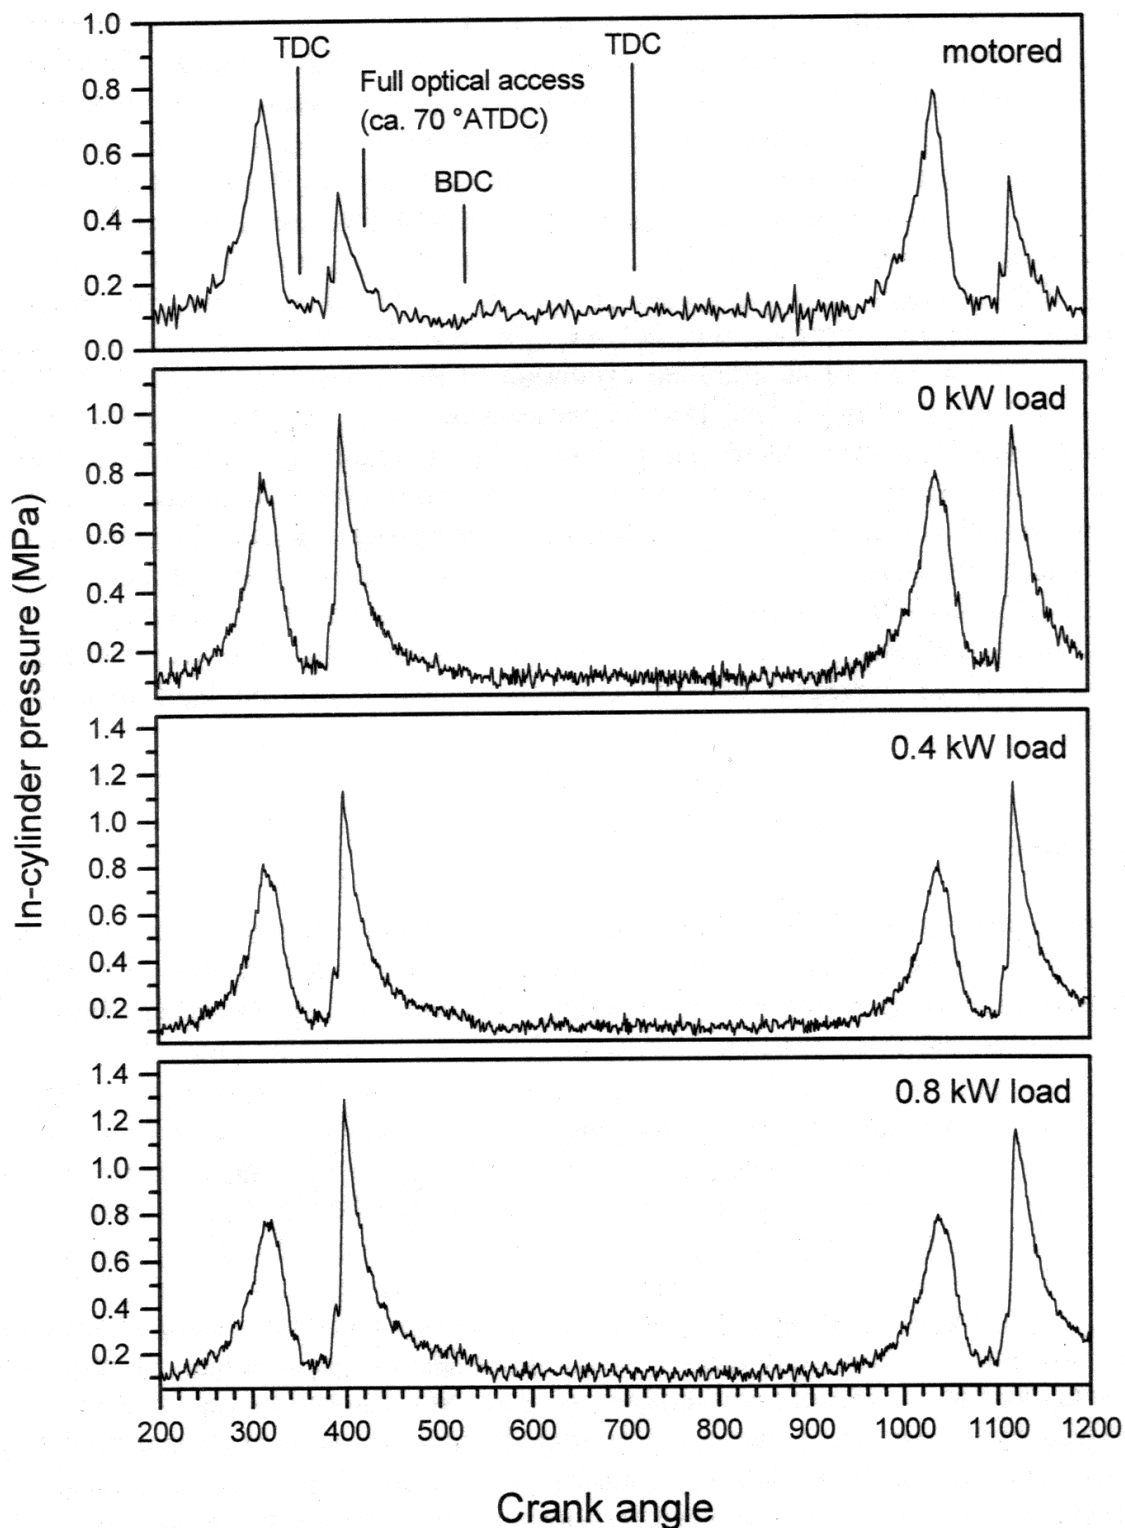 1.0
TDC
TDC
motored
Full optical access
(ca. 70 °ATDC)
0.8
0.6
BDC
0.4
0.2
0.0
0 kW load
1.0
0.8
0.6
0.4
0.2
In-cylinder pressure (MPa)
0.4 kW load
1.4
1.2
1.0
0.8
0.6
0.4
0.2
0.8 kW load
1.4
1.2
1.0
0.8
0.6
0.4
0.2
200 300 400 500 600 700 800 900 1000 1100 1200
Crank angle